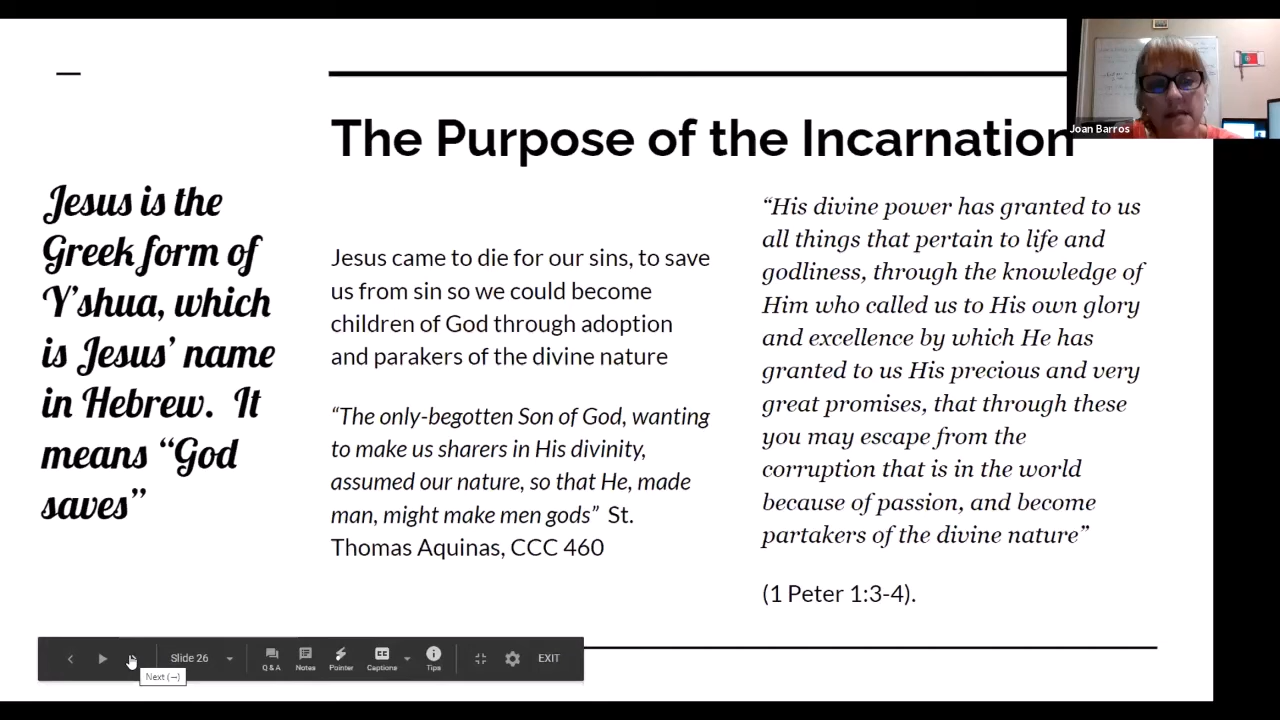 The Purpose of the Incarnation
Joan Barros
Jesus is the
Greek form of
Y'shua, which
is Jesus' name
in Hebrew. It
means “God
saves”
Jesus came to die for our sins, to save
us from sin so we could become
children of God through adoption
and parakers of the divine nature
“The only-begotten Son of God, wanting
to make us sharers in His divinity,
assumed our nature, so that He, made
man, might make men gods” St.
Thomas Aquinas, CCC 460
“His divine power has granted to us
all things that pertain to life and
godliness, through the knowledge of
Him who called us to His own glory
and excellence by which He has
granted to us His precious and very
great promises, that through these
you may escape from the
corruption that is in the world
because of passion, and become
partakers of the divine nature”
(1 Peter 1:3-4).
Slide 26
Q & A
Notes
Pointer
Captions
Tips
EXIT
Next (→)